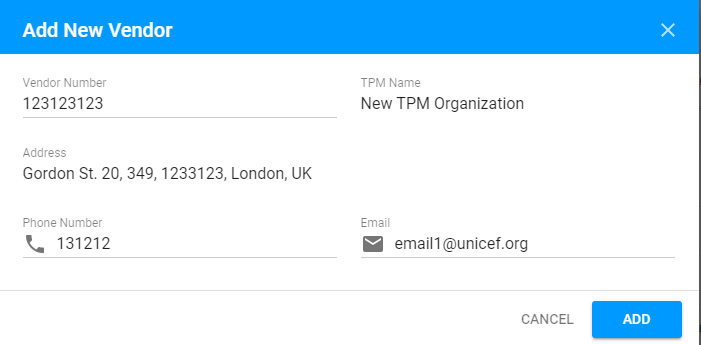 Add New Vendor
Vendor Number
TPM Name
123123123
New TPM Organization
Address
Gordon St. 20, 349, 1233123, London, UK
Phone Number
Email
131212
email1@unicef.org
CANCEL
ADD